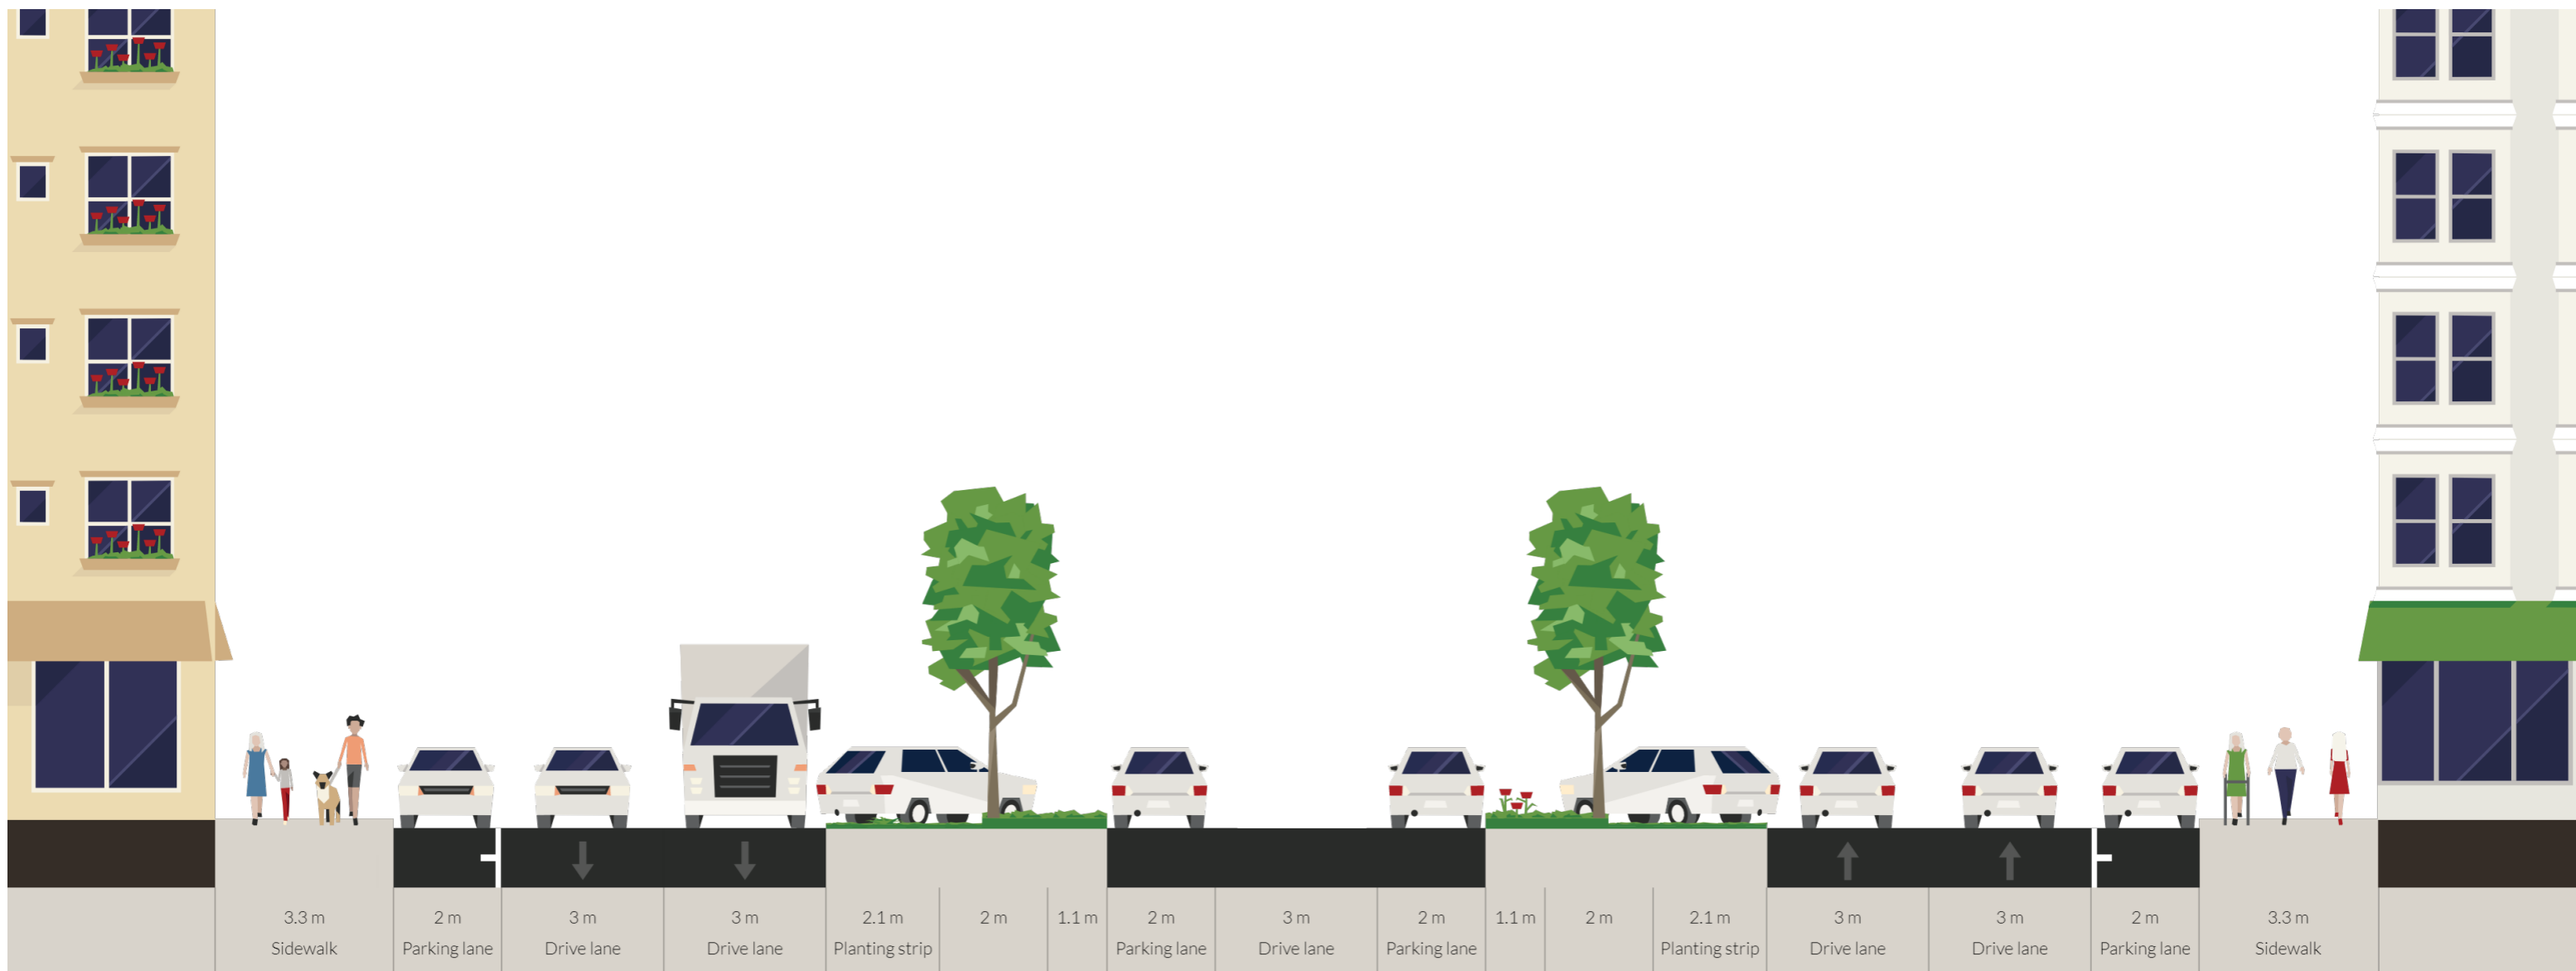 3.3 m
Sidewalk
2 m
Parking lane
3 m
Drive lane
3 m
Drive lane
2.1 m
Planting strip
2 m
1.1 m
2 m
Parking lane
3 m
Drive lane
2 m
Parking lane
1.1 m
2 m
2.1 m
Planting strip
3 m
Drive lane
3 m
Drive lane
2 m
Parking lane
3.3 m
Sidewalk